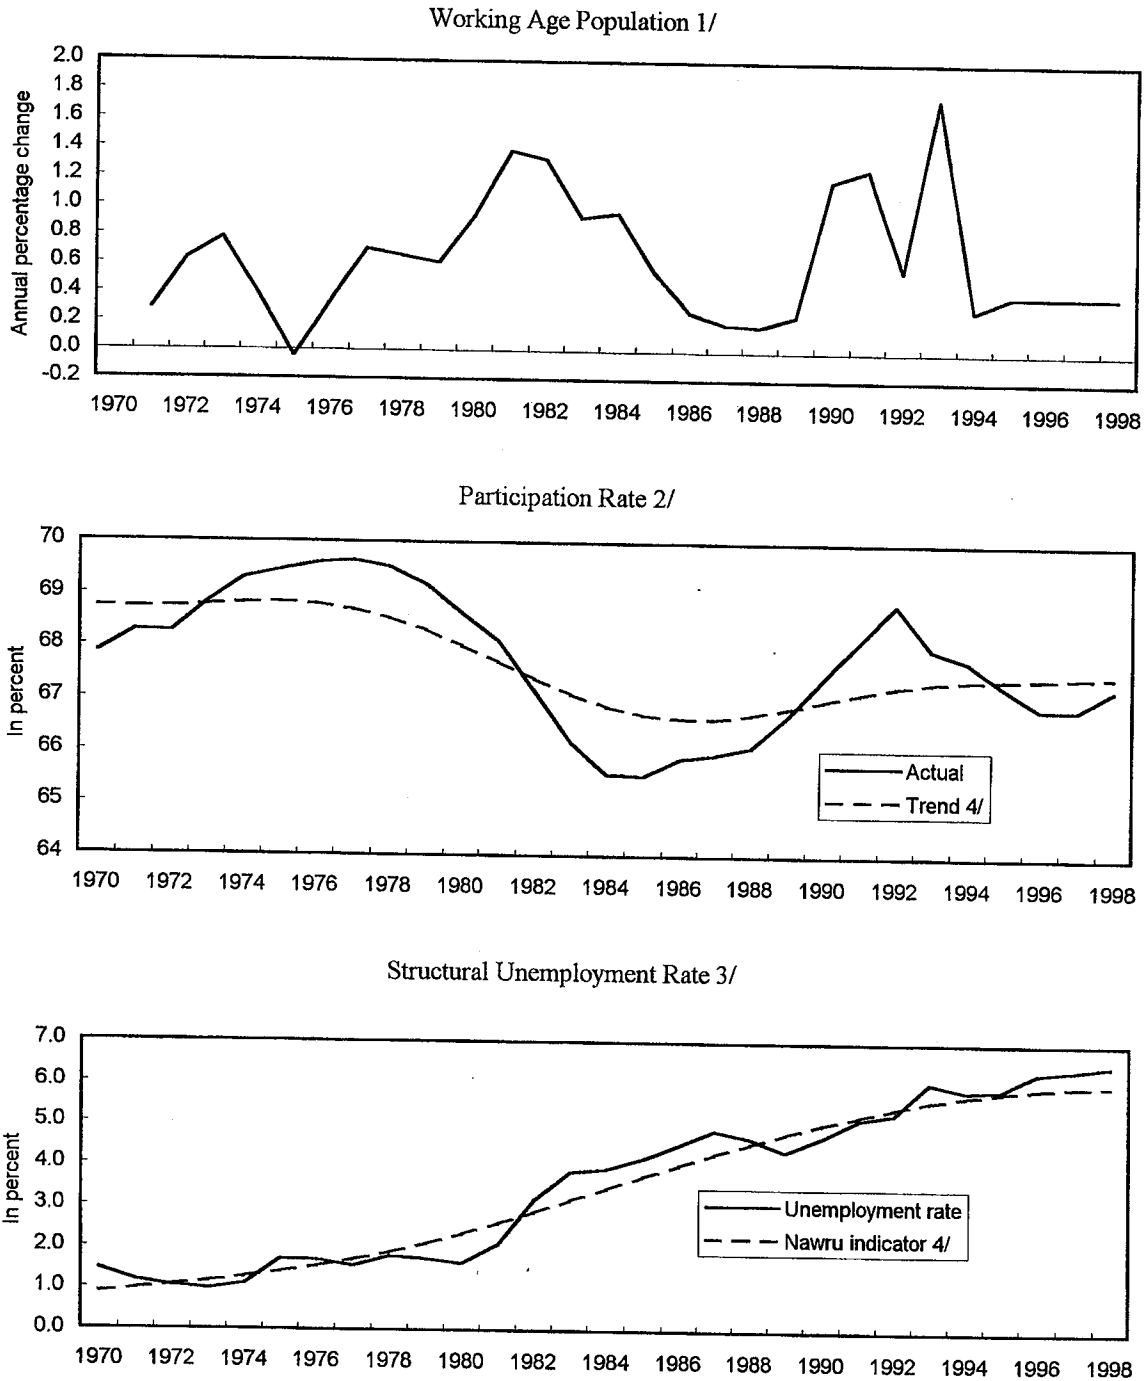 Working Age Population 1/
Annual percentage change
2.0
1.8
1.6
1.4
1.2
1.0
0.8
0.6
0.4
0.2
0.0
-0.2
1970 1972 1974 1976 1978 1980 1982 1984 1986 1988 1990 1992 1994 1996 1998
Participation Rate 2/
In percent
70
69
68
67
66
65
64
Actual
Trend 4/
1970 1972 1974 1976 1978 1980 1982 1984 1986 1988 1990 1992 1994 1996 1998
Structural Unemployment Rate 3/
In percent
7.0
6.0
5.0
4.0
3.0
2.0
1.0
0.0
Unemployment rate
Nawru indicator 4/
1970 1972 1974 1976 1978 1980 1982 1984 1986 1988 1990 1992 1994 1996 1998